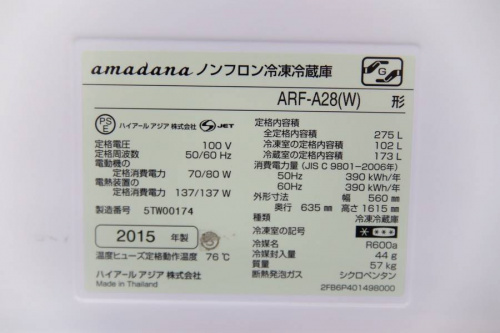 amadana ノンフロン冷凍冷蔵庫
G
ARF-A28(W) 形
PS E ハイアール アジア 株式会社 S JET
定格電圧 100 V
定格周波数 50/60 Hz
電動機の
定格消費電力 70/80 W
電熱装置の
定格消費電力 137/137 W
製造番号 5TW00174
2015 年製
温度ヒューズ定格動作温度 76℃
ハイアール アジア 株式会社
Made in Thailand
定格内容積
全定格内容積 275 L
冷凍室の定格内容積 102 L
冷蔵室の定格内容積 173 L
消費電力量 (JIS C 9801−2006年)
50Hz 390 kWh/年
60Hz 390 kWh/年
外形寸法 幅 560 mm
奥行 635 mm 高さ 1615 mm
種類 冷凍冷蔵庫
冷凍室の記号
冷媒名 R600a
冷媒封入量 44 g
質量 57 kg
断熱発泡ガス シクロペンタン
2FB6P401498000